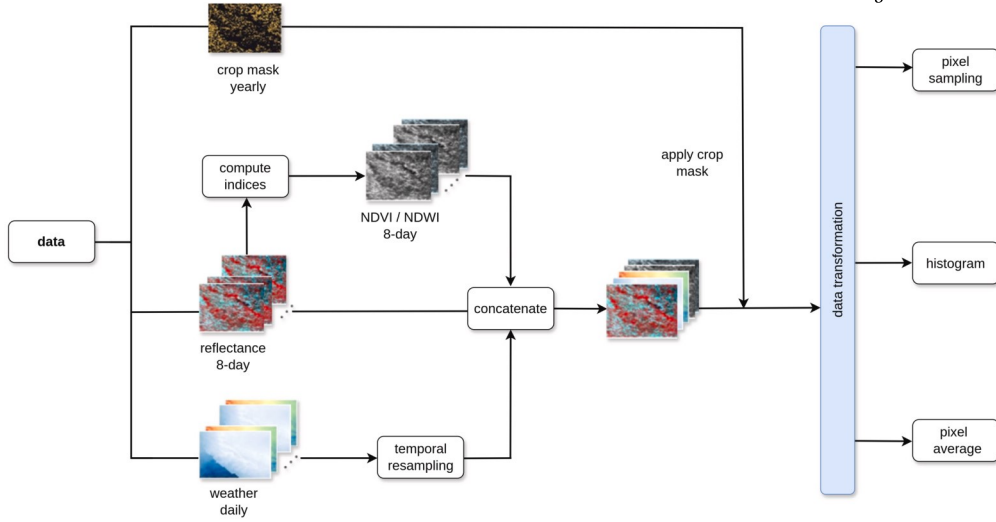 crop mask
yearly
compute
indices
NDVI / NDWI
8-day
data
reflectance
8-day
concatenate
weather
daily
temporal
resampling
apply crop
mask
data transformation
pixel
sampling
histogram
pixel
average